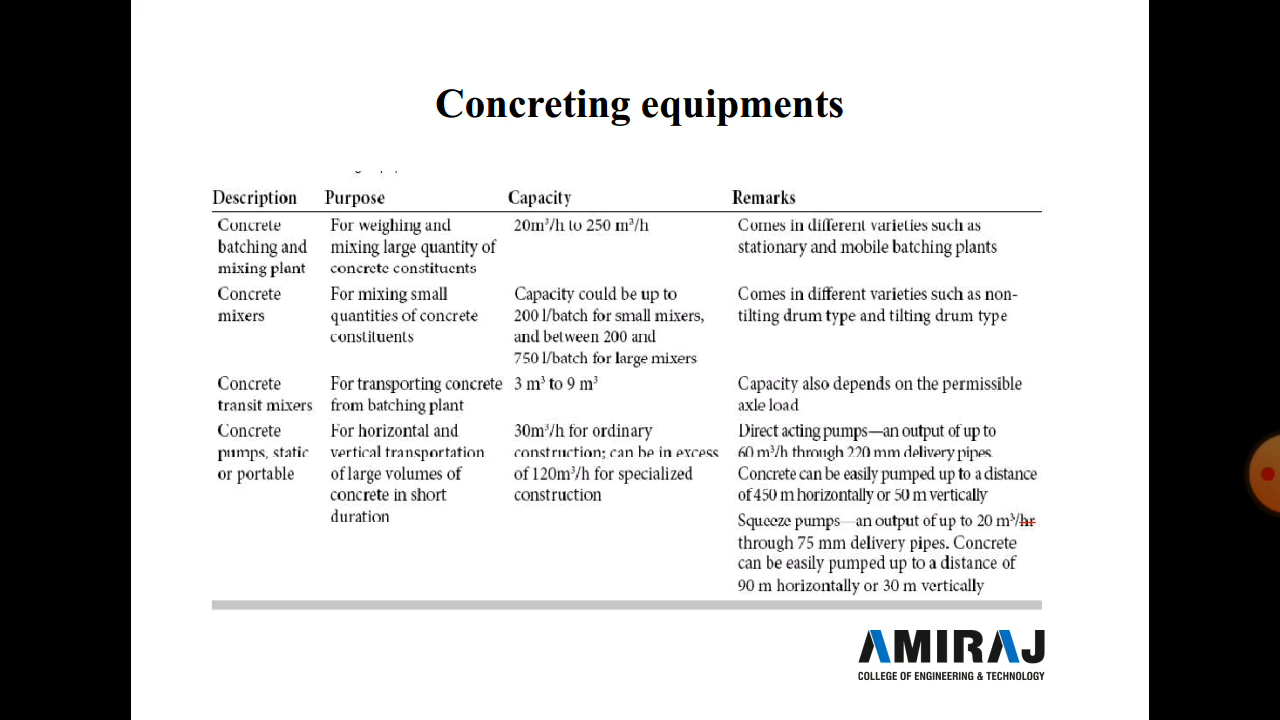 Concreting equipments
Description Purpose Capacity Remarks
Concrete For weighing and 20m³/h to 250 m³/h Comes in different varieties such as
batching and mixing large quantity of stationary and mobile batching plants
mixing plant concrete constituents
Concrete For mixing small Capacity could be up to Comes in different varieties such as non-
mixers quantities of concrete 200 l/batch for small mixers, tilting drum type and tilting drum type
constituents and between 200 and
750 l/batch for large mixers
Concrete For transporting concrete 3 m³ to 9 m³ Capacity also depends on the permissible
transit mixers from batching plant axle load
Concrete For horizontal and 30m³/h for ordinary Direct acting pumps—an output of up to
pumps, static vertical transportation construction; can be in excess 60 m³/h through 220 mm delivery pipes.
or portable of large volumes of of 120m³/h for specialized Concrete can be easily pumped up to a distance
concrete in short construction of 450 m horizontally or 50 m vertically
duration Squeeze pumps—an output of up to 20 m³/hr
through 75 mm delivery pipes. Concrete
can be easily pumped up to a distance of
90 m horizontally or 30 m vertically
AMIRAJ
COLLEGE OF ENGINEERING & TECHNOLOGY